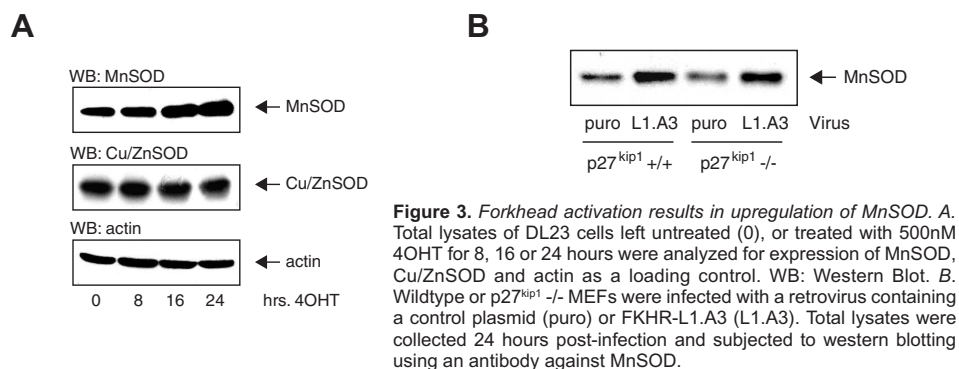 A
WB: MnSOD
MnSOD
WB: Cu/ZnSOD
Cu/ZnSOD
WB: actin
actin
0 8 16 24 hrs. 4OHT
B
MnSOD
puro L1.A3 puro L1.A3 Virus
p27kip1 +/+ p27kip1 -/-
Figure 3. Forkhead activation results in upregulation of MnSOD. A.
Total lysates of DL23 cells left untreated (0), or treated with 500nM
4OHT for 8, 16 or 24 hours were analyzed for expression of MnSOD,
Cu/ZnSOD and actin as a loading control. WB: Western Blot. B.
Wildtype or p27kip1 -/- MEFs were infected with a retrovirus containing
a control plasmid (puro) or FKHR-L1.A3 (L1.A3). Total lysates were
collected 24 hours post-infection and subjected to western blotting
using an antibody against MnSOD.